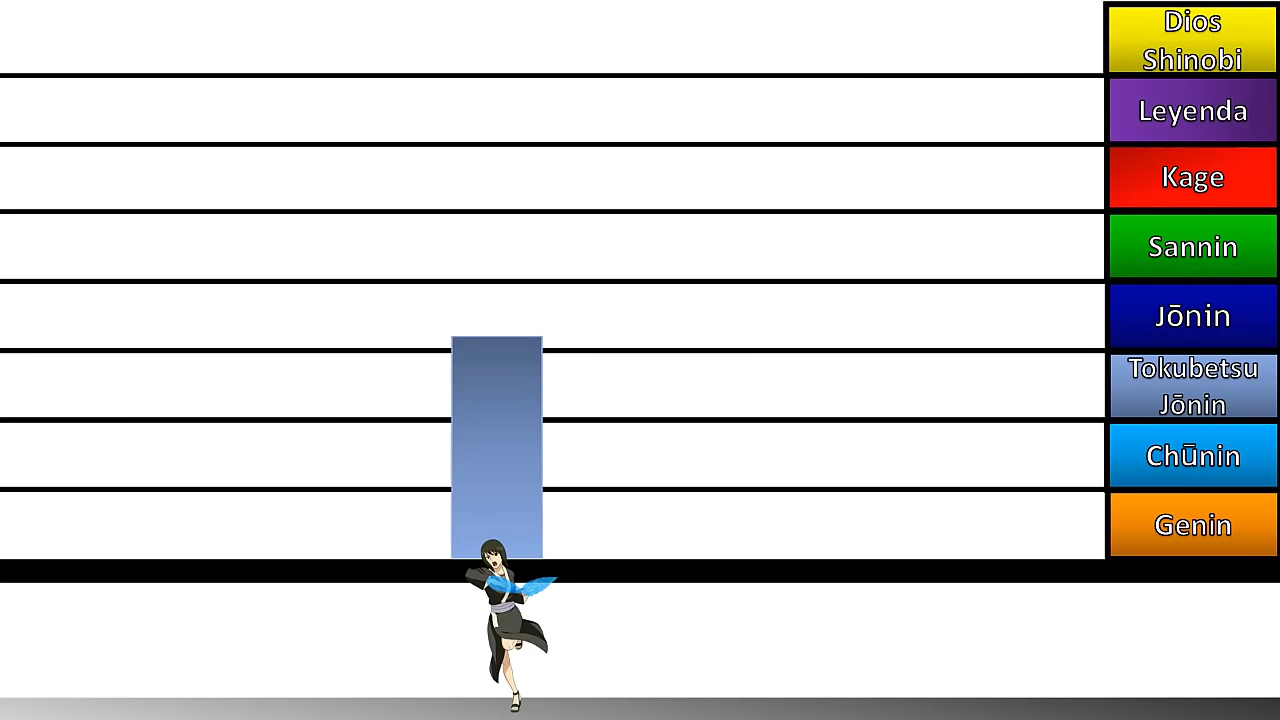 Dios
Shinobi
Leyenda
Kage
Sannin
Jōnin
Tokubetsu
Jōnin
Chūnin
Genin